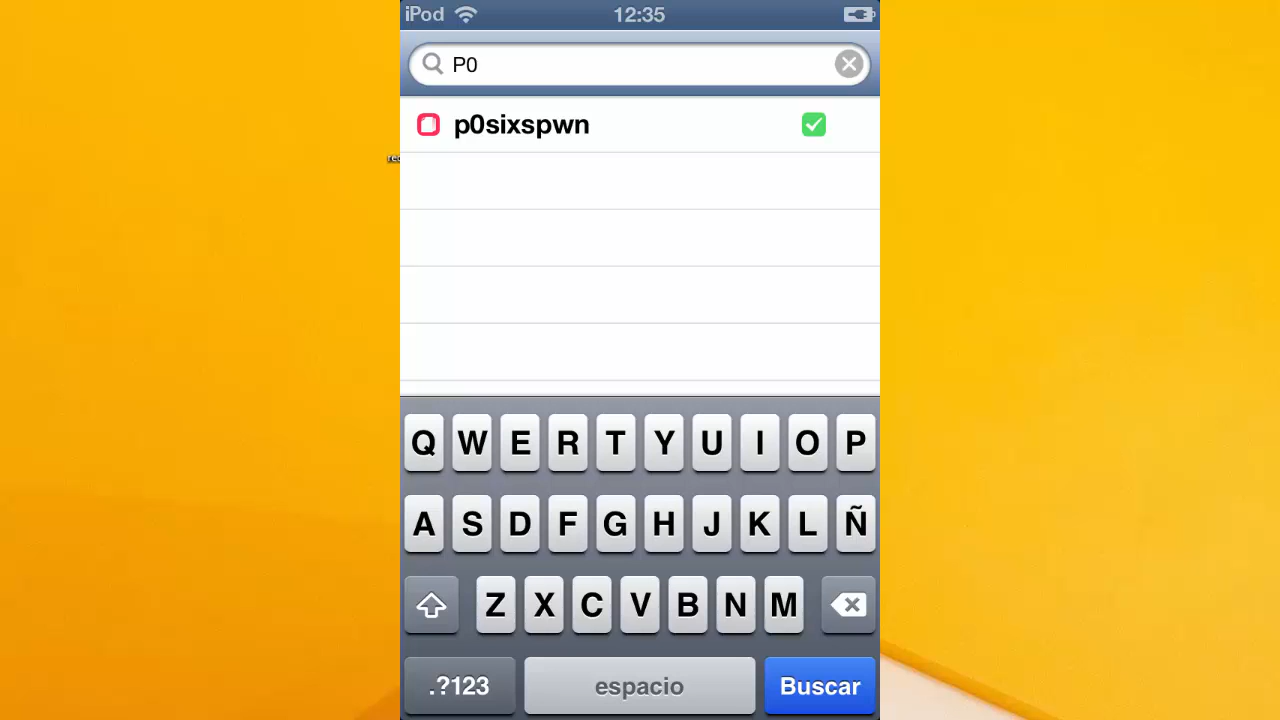 iPod 12:35
P0
p0sixspwn
Q W E R T Y U I O P
A S D F G H J K L Ñ
Z X C V B N M
.?123 espacio Buscar